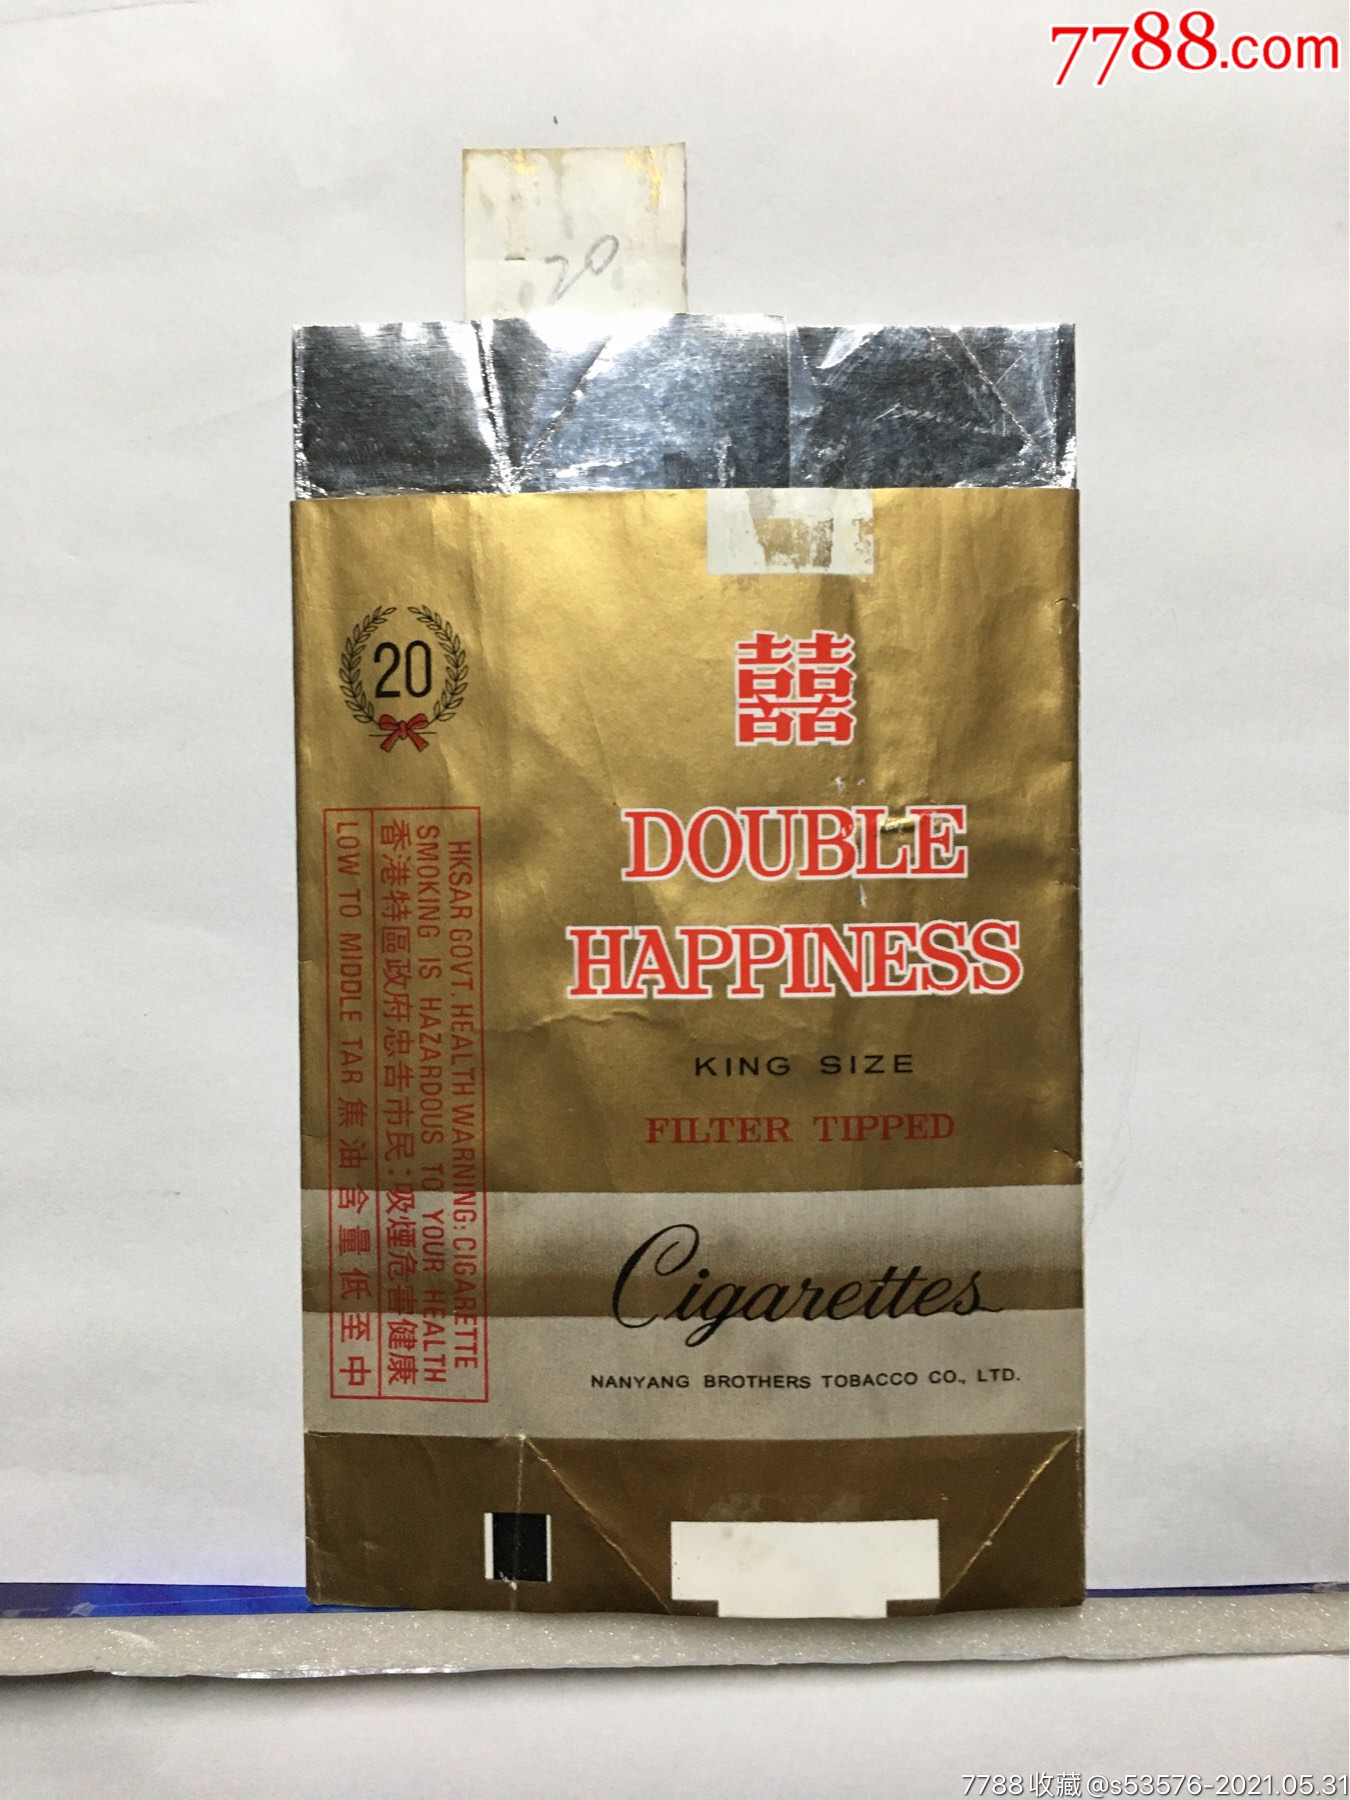 7788.com
20
20
囍
DOUBLE
HAPPINESS
KING SIZE
FILTER TIPPED
Cigarettes
NANYANG BROTHERS TOBACCO CO., LTD.
HKSAR GOVT. HEALTH WARNING: CIGARETTE
SMOKING IS HAZARDOUS TO YOUR HEALTH
香港特區政府忠告市民：吸煙危害健康
LOW TO MIDDLE TAR 焦油含量低至中
7788收藏@s53576-2021.05.31